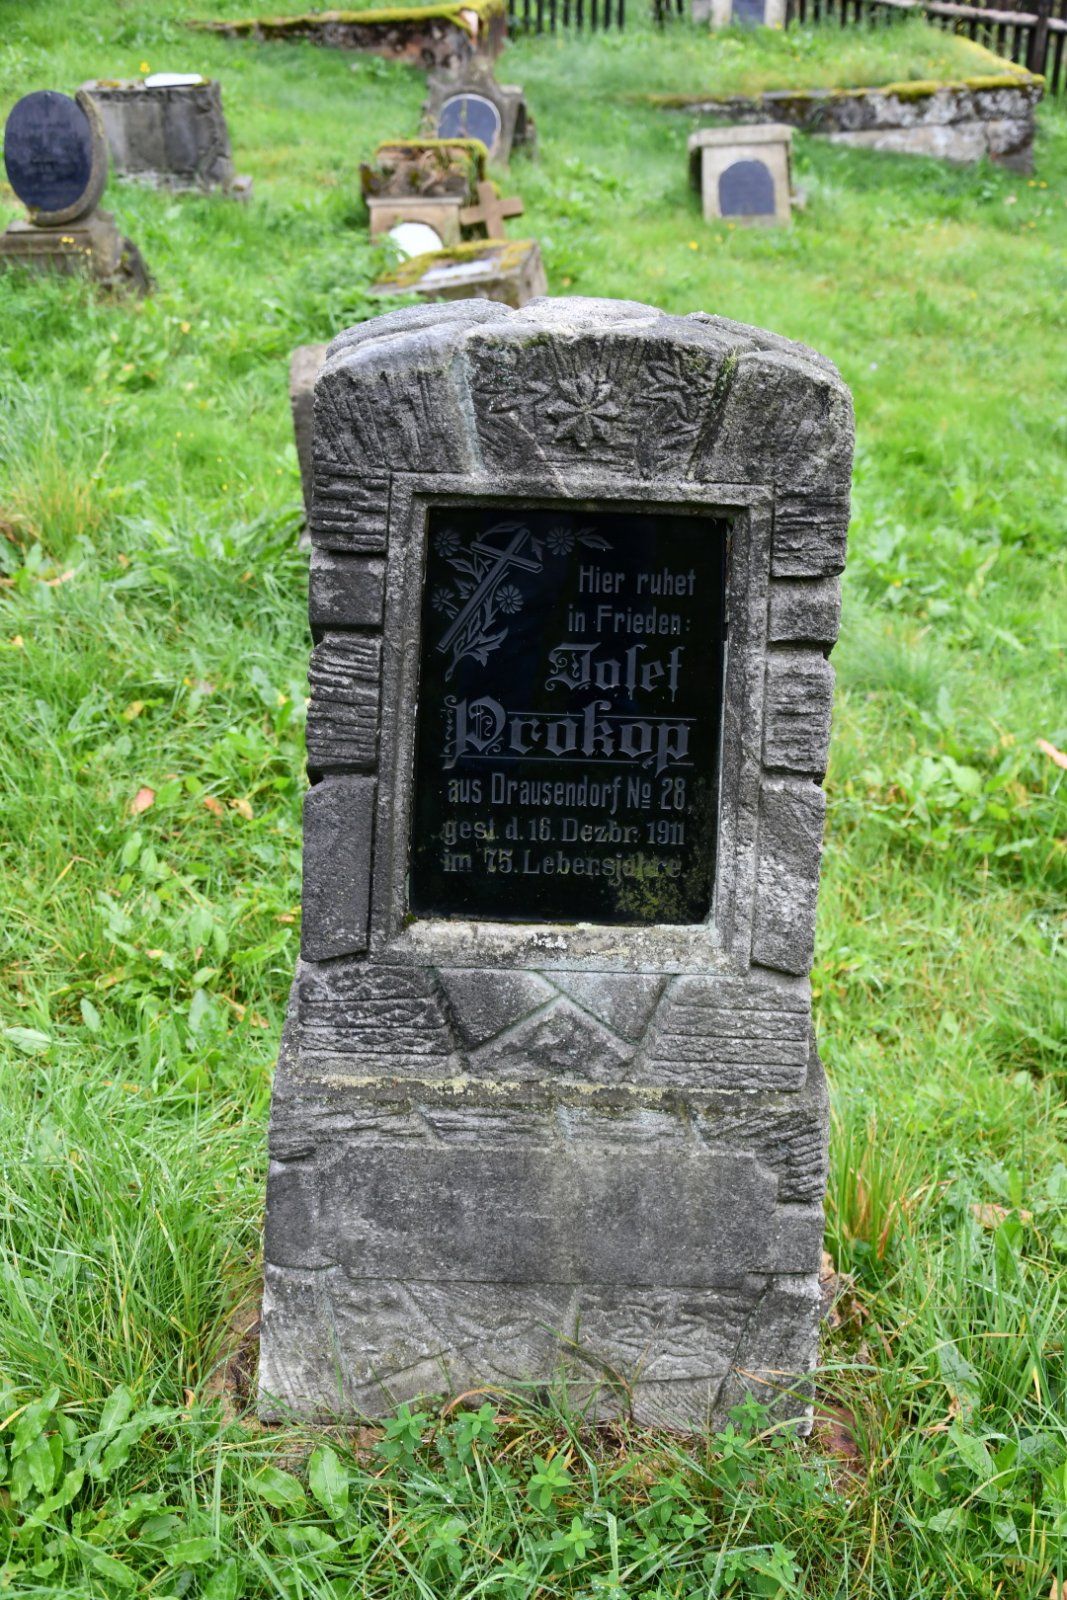 Hier ruhet
in Frieden:
Josef
Prokop
aus Drausendorf No 28
gest. d. 16. Dezbr. 1911
im 75. Lebensjahre.